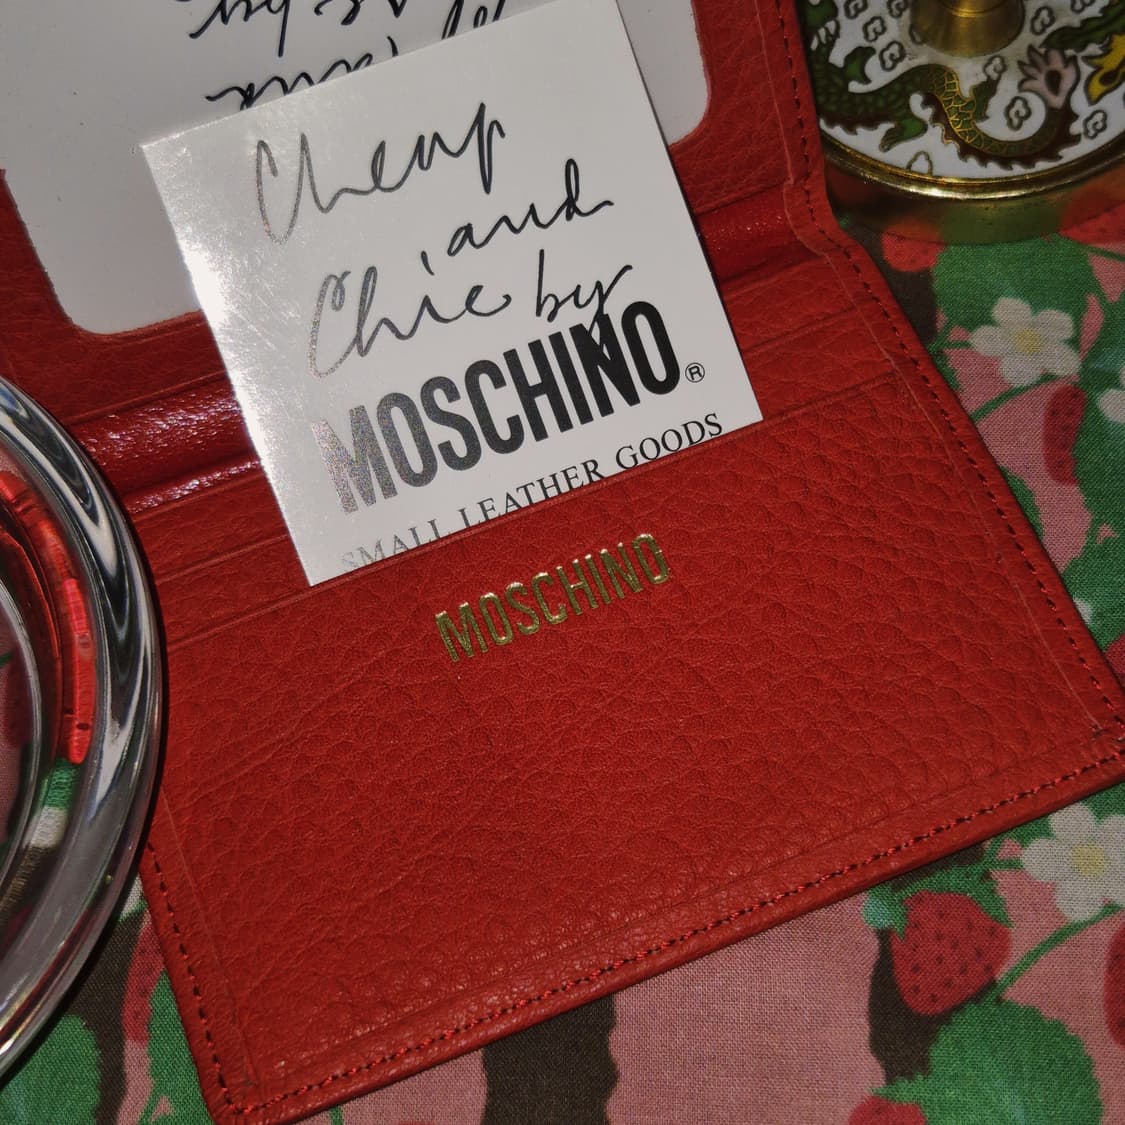 Cheap
and
Chic by
MOSCHINO®
SMALL LEATHER GOODS
MOSCHINO